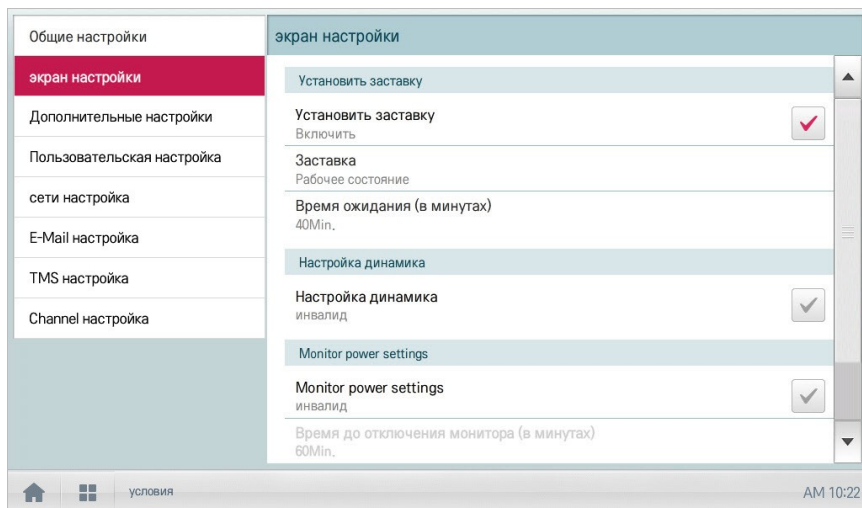 Общие настройки
экран настройки
Дополнительные настройки
Пользовательская настройка
сети настройка
E-Mail настройка
TMS настройка
Channel настройка
экран настройки
Установить заставку
Установить заставку
Включить
Заставка
Рабочее состояние
Время ожидания (в минутах)
40Min.
Настройка динамика
Настройка динамика
инвалид
Monitor power settings
Monitor power settings
инвалид
Время до отключения монитора (в минутах)
60Min.
условия
AM 10:22